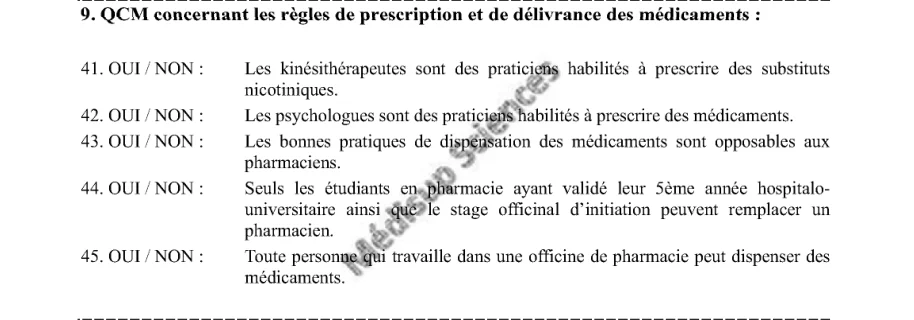 9. QCM concernant les règles de prescription et de délivrance des médicaments :
41. OUI / NON : Les kinésithérapeutes sont des praticiens habilités à prescrire des substituts
nicotiniques.
42. OUI / NON : Les psychologues sont des praticiens habilités à prescrire des médicaments.
43. OUI / NON : Les bonnes pratiques de dispensation des médicaments sont opposables aux
pharmaciens.
44. OUI / NON : Seuls les étudiants en pharmacie ayant validé leur 5ème année hospitalo-
universitaire ainsi que le stage officinal d'initiation peuvent remplacer un
pharmacien.
45. OUI / NON : Toute personne qui travaille dans une officine de pharmacie peut dispenser des
médicaments.
Médisup Sciences